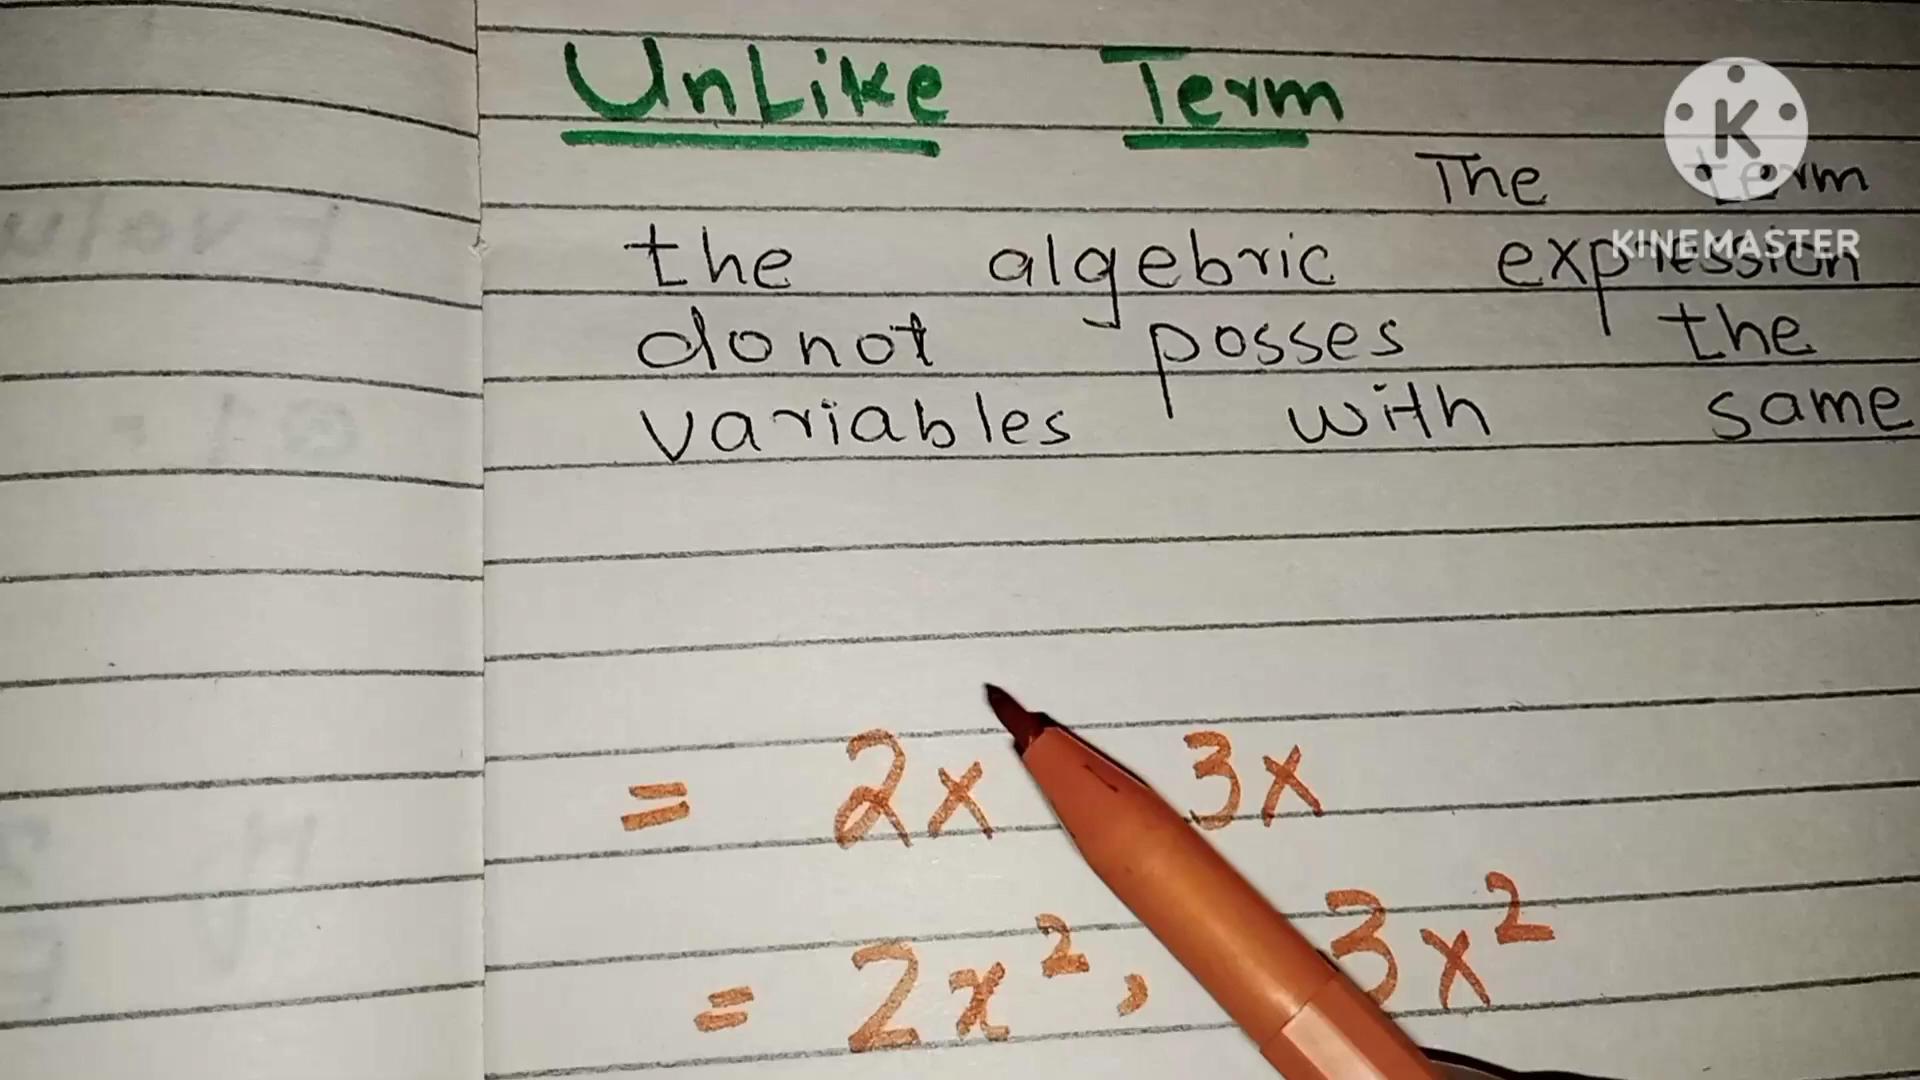 UnLike Term
The term
the algebric expression
donot posses the
variables with same
= 2x 3x
= 2x², 3x²
K
KINEMASTER